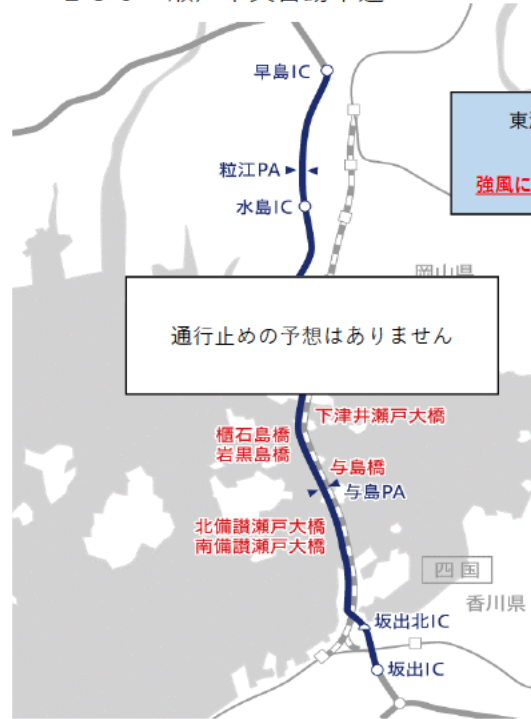 早島IC
東
粒江PA
強風に
水島IC
岡山県
通行止めの予想はありません
下津井瀬戸大橋
櫃石島橋
岩黒島橋
与島橋
与島PA
北備讃瀬戸大橋
南備讃瀬戸大橋
四国
香川県
坂出北IC
坂出IC